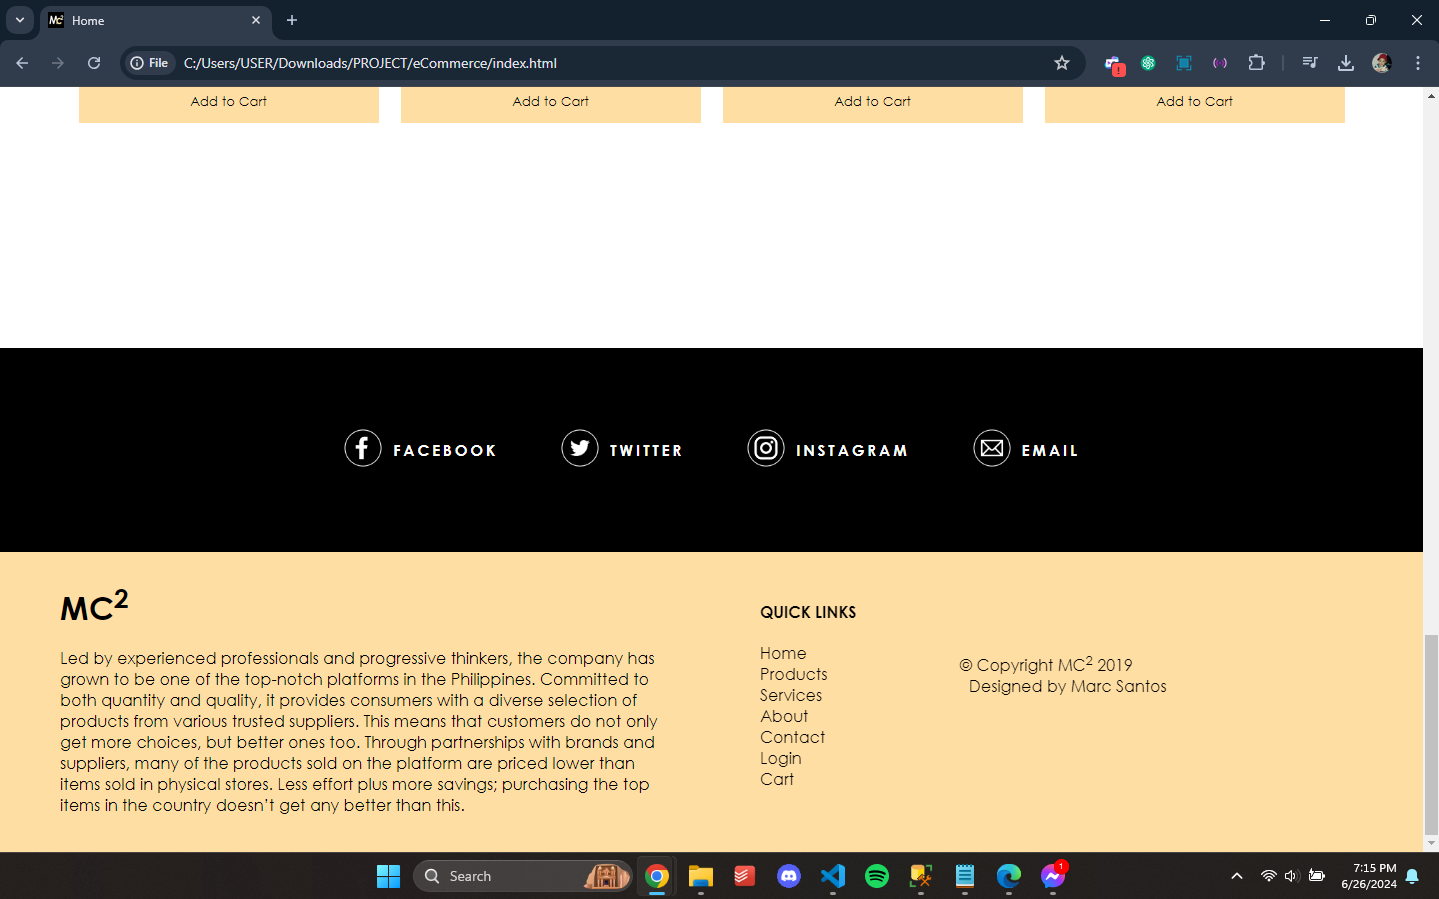 Mc²
Home
File
C:/Users/USER/Downloads/PROJECT/eCommerce/index.html
Add to Cart
Add to Cart
Add to Cart
Add to Cart
FACEBOOK
TWITTER
INSTAGRAM
EMAIL
MC²
Led by experienced professionals and progressive thinkers, the company has
grown to be one of the top-notch platforms in the Philippines. Committed to
both quantity and quality, it provides consumers with a diverse selection of
products from various trusted suppliers. This means that customers do not only
get more choices, but better ones too. Through partnerships with brands and
suppliers, many of the products sold on the platform are priced lower than
items sold in physical stores. Less effort plus more savings; purchasing the top
items in the country doesn't get any better than this.
QUICK LINKS
Home
Products
Services
About
Contact
Login
Cart
© Copyright MC² 2019
Designed by Marc Santos
Search
1
7:15 PM
6/26/2024